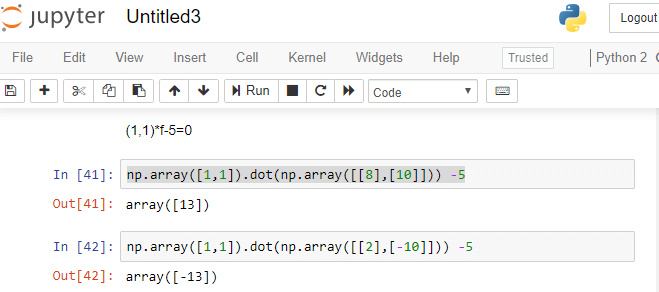 jupyter Untitled3
Logout
File Edit View Insert Cell Kernel Widgets Help Trusted Python 2
Run Code
(1,1)*f-5=0
In [41]: np.array([1,1]).dot(np.array([[8],[10]])) -5
Out[41]: array([13])
In [42]: np.array([1,1]).dot(np.array([[2],[-10]])) -5
Out[42]: array([-13])